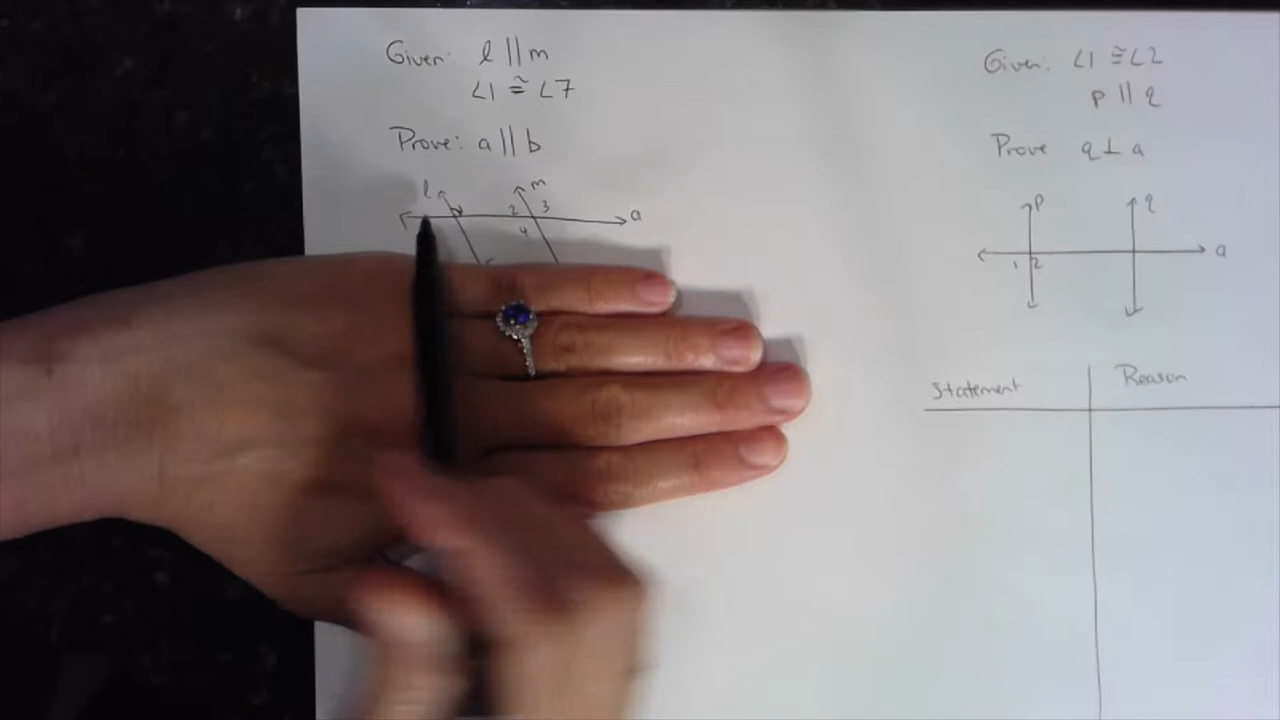 Given: l || m
∠1 ≅ ∠7
Prove: a || b
l m
2 3 a
4
Given: ∠1 ≅ ∠2
p || q
Prove q ⊥ a
p q
a
1 2
Statement Reason